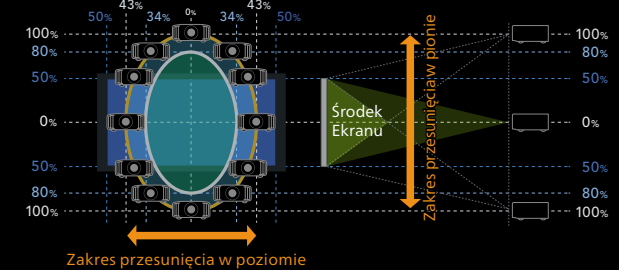 43% 43%
50% 34% 0% 34% 50%
100% 100%
80% 80%
50% 50%
0% Środek 0%
Ekranu
50% 50%
80% 80%
100% 100%
Zakres przesunięcia w pionie
Zakres przesunięcia w poziomie